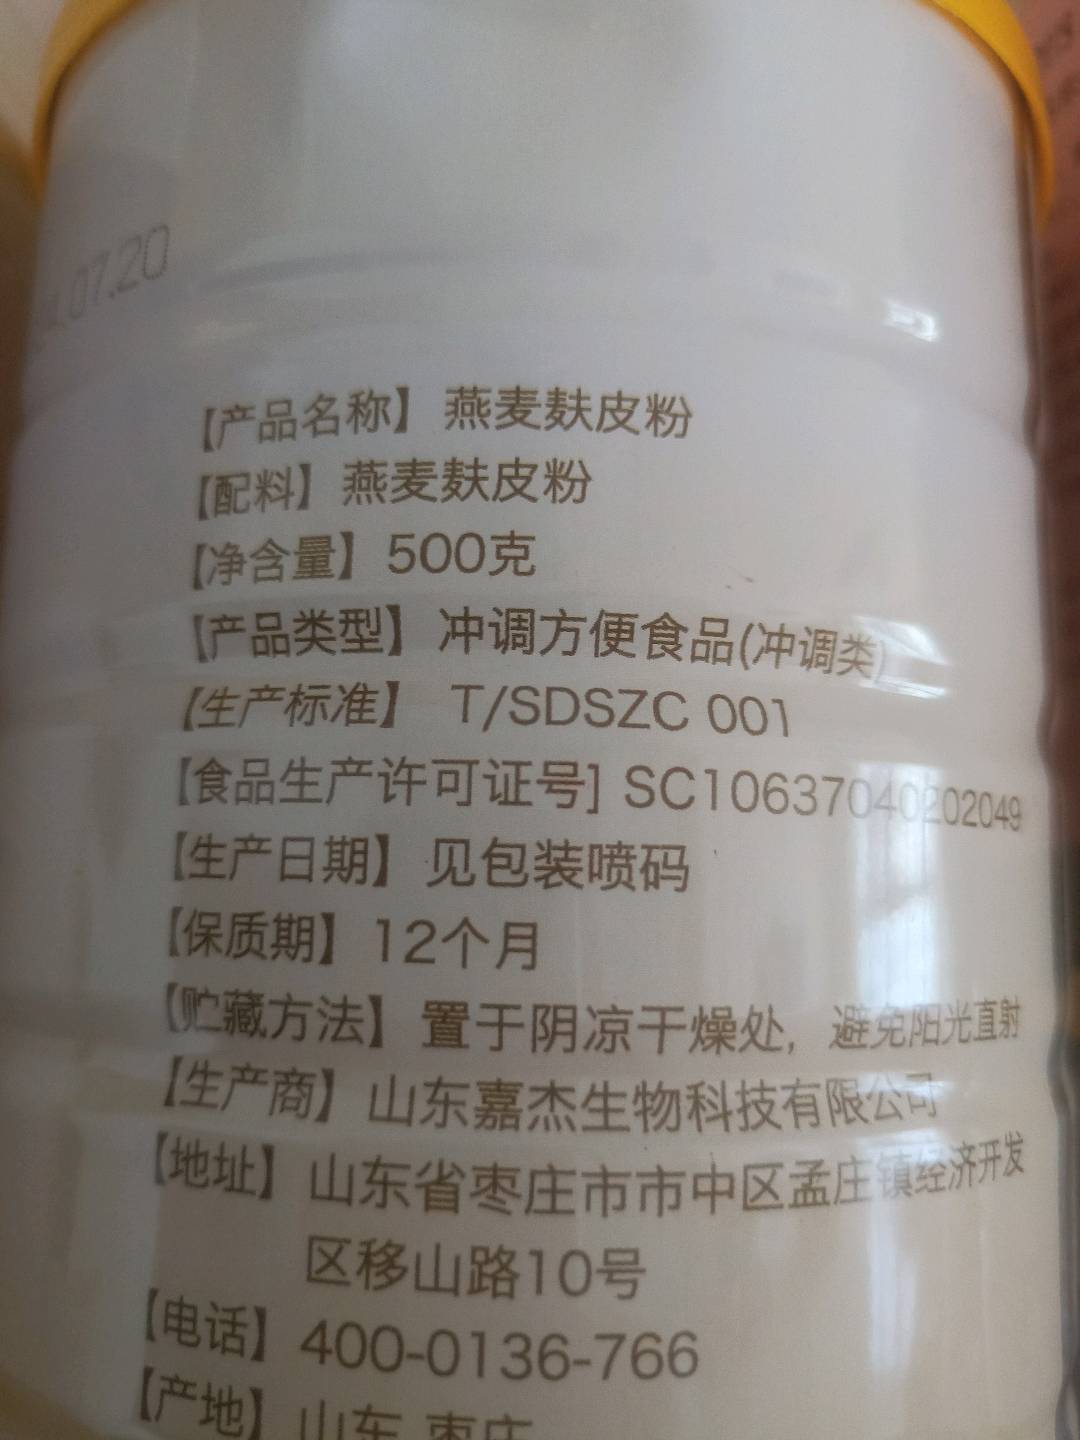 07.20
【产品名称】 燕麦麸皮粉
【配料】 燕麦麸皮粉
【净含量】 500克
【产品类型】 冲调方便食品(冲调类)
【生产标准】 T/SDSZC 001
【食品生产许可证号] SC10637040202049
【生产日期】 见包装喷码
【保质期】 12个月
【贮藏方法】 置于阴凉干燥处, 避免阳光直射
【生产商】 山东嘉杰生物科技有限公司
【地址】 山东省枣庄市市中区孟庄镇经济开发
区移山路10号
【电话】 400-0136-766
【产地】 山东 枣庄